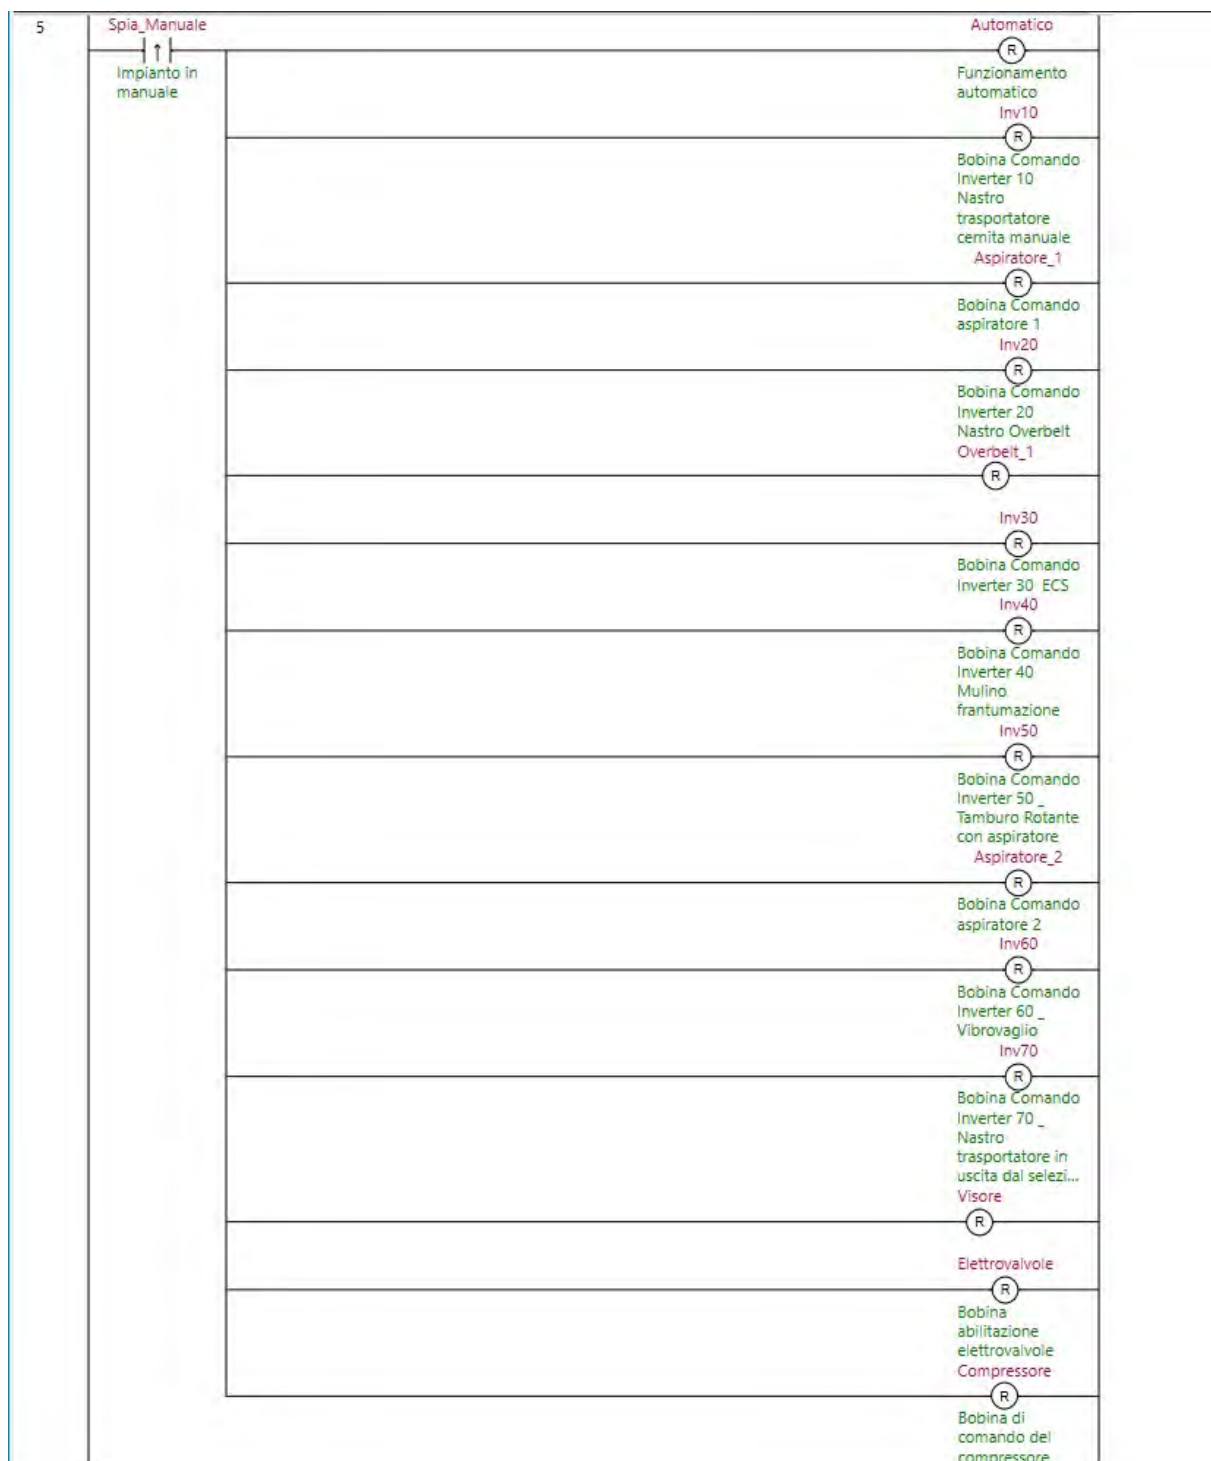 5
Spia_Manuale
Automatico
↑
R
Impianto in
manuale
Funzionamento
automatico
Inv10
R
Bobina Comando
Inverter 10
Nastro
trasportatore
cernita manuale
Aspiratore_1
R
Bobina Comando
aspiratore 1
Inv20
R
Bobina Comando
Inverter 20
Nastro Overbelt
Overbelt_1
R
Inv30
R
Bobina Comando
Inverter 30 ECS
Inv40
R
Bobina Comando
Inverter 40
Mulino
frantumazione
Inv50
R
Bobina Comando
Inverter 50 _
Tamburo Rotante
con aspiratore
Aspiratore_2
R
Bobina Comando
aspiratore 2
Inv60
R
Bobina Comando
Inverter 60 _
Vibrovaglio
Inv70
R
Bobina Comando
Inverter 70 _
Nastro
trasportatore in
uscita dal selezi...
Visore
R
Elettrovalvole
R
Bobina
abilitazione
elettrovalvole
Compressore
R
Bobina di
comando del
compressore